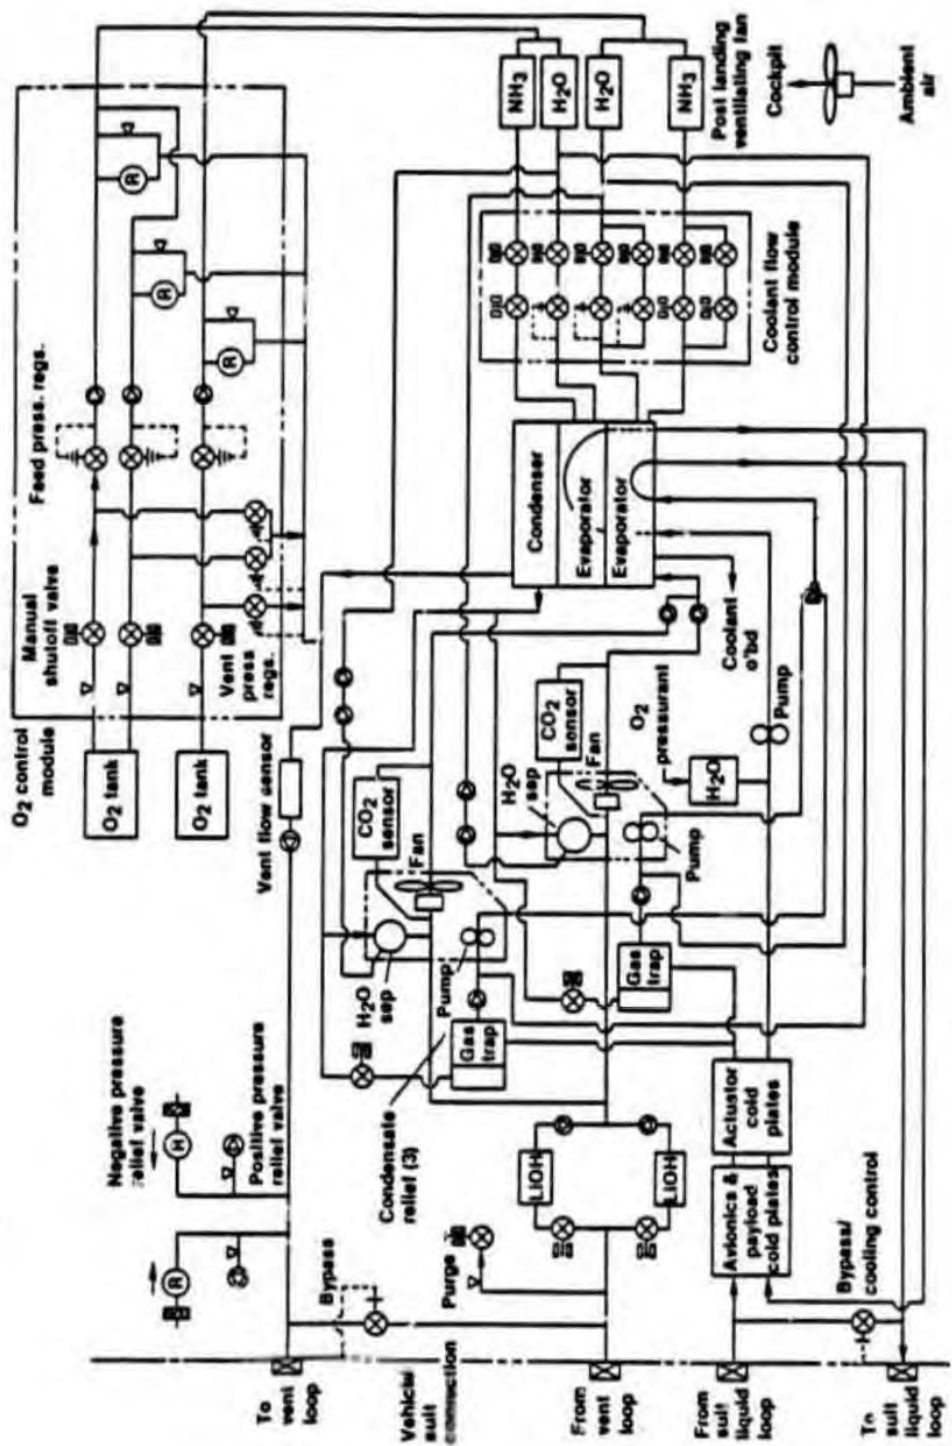 O2 control
module
Manual
shutoff valve
Feed press. regs.
O2 tank
O2 tank
Vent
press
regs.
Vent flow sensor
Negative pressure
relief valve
Positive pressure
relief valve
H
R
R
R
R
CO2
sensor
Fan
H2O
sep
Pump
Gas
trap
Condensate
relief (3)
Bypass
Purge
LiOH
LiOH
To
vent
loop
Vehicle/
suit
connection
From
vent
loop
From
suit
liquid
loop
To
suit
liquid
loop
Avionics &
payload
cold plates
Actuator
cold
plates
Bypass/
cooling control
Gas
trap
Pump
H2O
sep
Fan
CO2
sensor
O2
pressurant
H2O
Pump
Coolant
o'bd
Condenser
Evaporator
Evaporator
Coolant flow
control module
NH3
H2O
H2O
NH3
Post landing
ventilating fan
Cockpit
Ambient
air